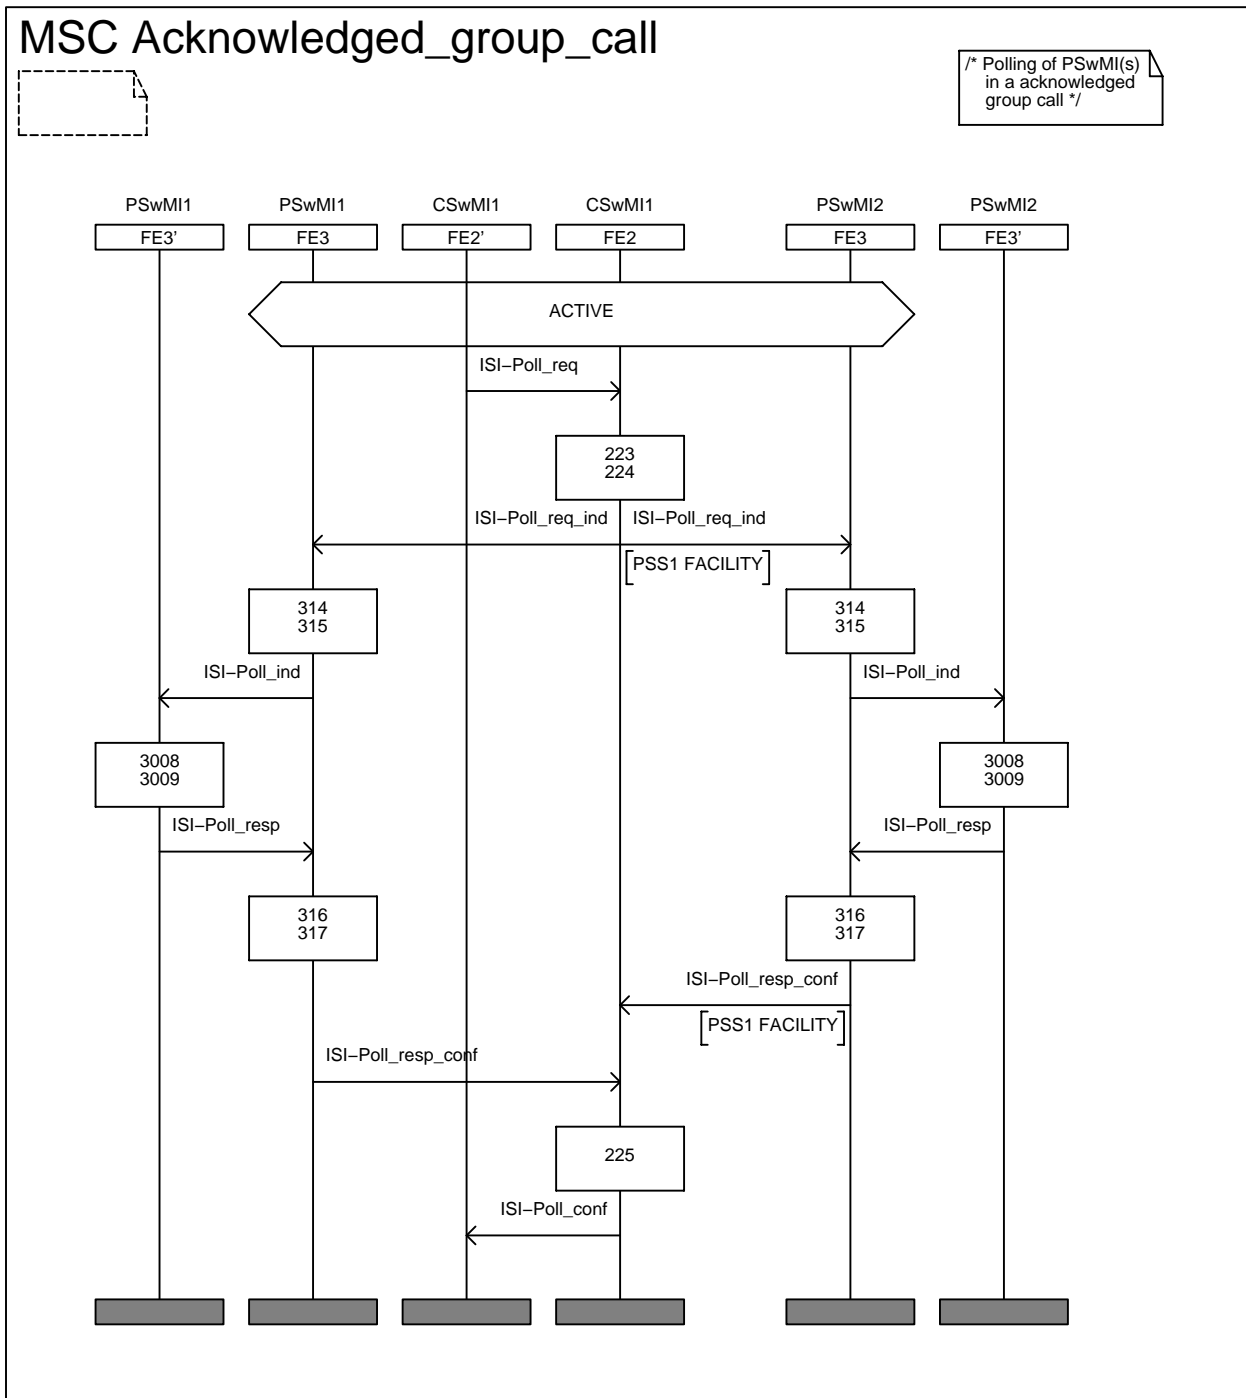 MSC Acknowledged_group_call
/* Polling of PSwMI(s)
in a acknowledged
group call */
PSwMI1 PSwMI1 CSwMI1 CSwMI1 PSwMI2 PSwMI2
FE3' FE3 FE2' FE2 FE3 FE3'
ACTIVE
ISI−Poll_req
223
224
ISI−Poll_req_ind ISI−Poll_req_ind
PSS1 FACILITY
314 314
315 315
ISI−Poll_ind ISI−Poll_ind
3008 3008
3009 3009
ISI−Poll_resp ISI−Poll_resp
316 316
317 317
ISI−Poll_resp_conf
PSS1 FACILITY
ISI−Poll_resp_conf
225
ISI−Poll_conf